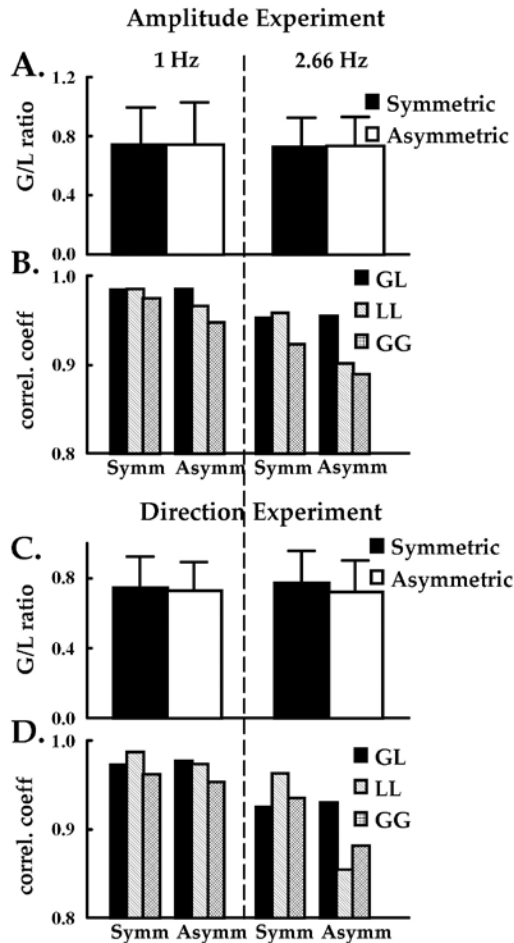 Amplitude Experiment
A.
1 Hz
2.66 Hz
G/L ratio
1.2
0.8
0.4
0.0
Symmetric
Asymmetric
B.
correl. coeff
1.0
0.9
0.8
GL
LL
GG
Symm Asymm Symm Asymm
Direction Experiment
C.
G/L ratio
0.8
0.4
0.0
Symmetric
Asymmetric
D.
correl. coeff
1.0
0.9
0.8
GL
LL
GG
Symm Asymm Symm Asymm